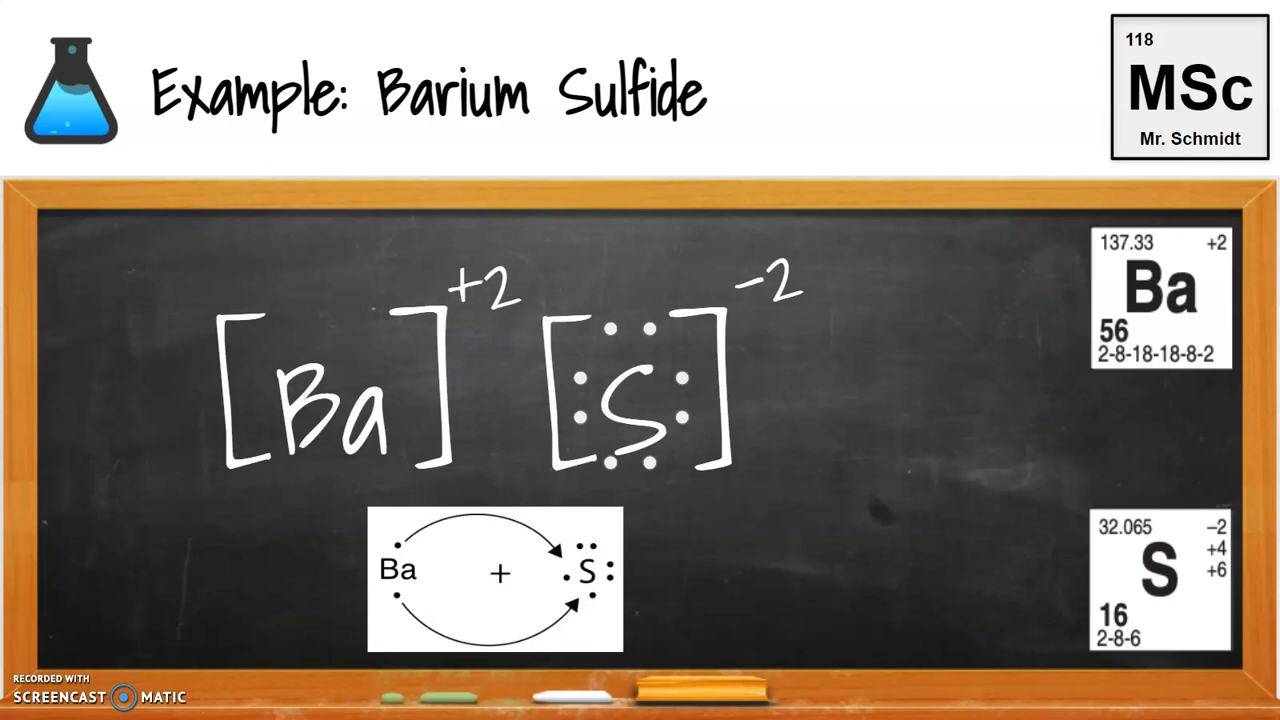 Example: Barium Sulfide
118
MSc
Mr. Schmidt
[Ba]+2 [S]-2
137.33 +2
Ba
56
2-8-18-18-8-2
Ba + S
32.065 –2
+4
S +6
16
2-8-6
RECORDED WITH
SCREENCAST MATIC